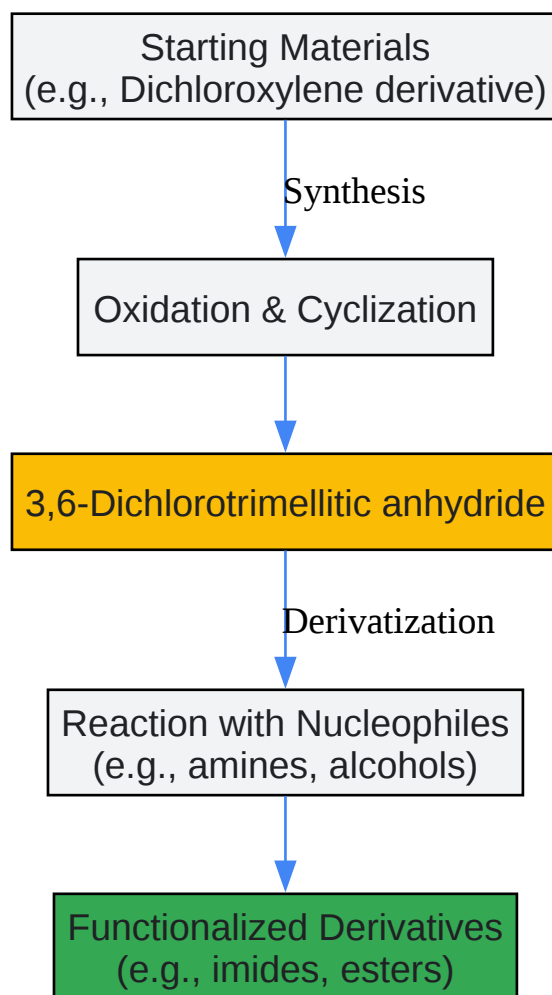 Starting Materials
(e.g., Dichloroxylene derivative)
Synthesis
Oxidation & Cyclization
3,6-Dichlorotrimellitic anhydride
Derivatization
Reaction with Nucleophiles
(e.g., amines, alcohols)
Functionalized Derivatives
(e.g., imides, esters)